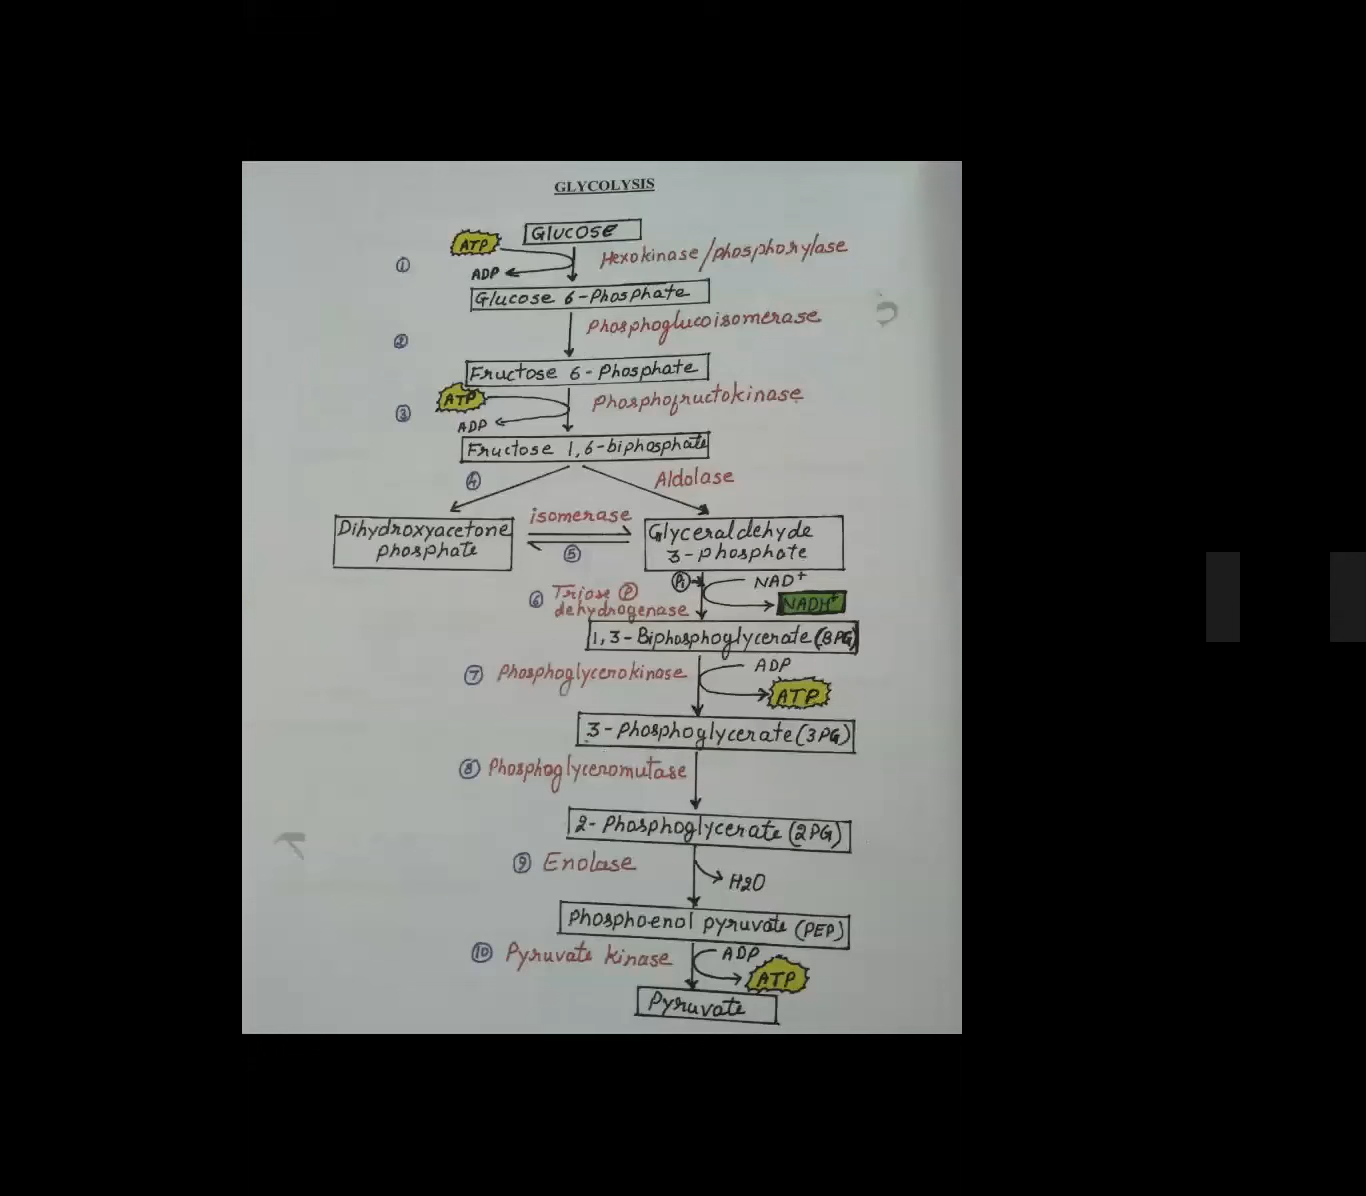 GLYCOLYSIS
Glucose
ATP
Hexokinase/phosphorylase
①
ADP
Glucose 6-Phosphate
Phosphoglucoisomerase
②
Fructose 6-Phosphate
ATP
Phosphofructokinase
③
ADP
Fructose 1,6-biphosphate
④
Aldolase
Dihydroxyacetone
phosphate
isomerase
⑤
Glyceraldehyde
3-phosphate
Pi
NAD+
⑥ Triose Ⓟ
dehydrogenase
NADH+
1,3-Biphosphoglycerate (BPG)
⑦ Phosphoglycerokinase
ADP
ATP
3-Phosphoglycerate (3PG)
⑧ Phosphoglyceromutase
2-Phosphoglycerate (2PG)
⑨ Enolase
H2O
Phosphoenol pyruvate (PEP)
⑩ Pyruvate kinase
ADP
ATP
Pyruvate